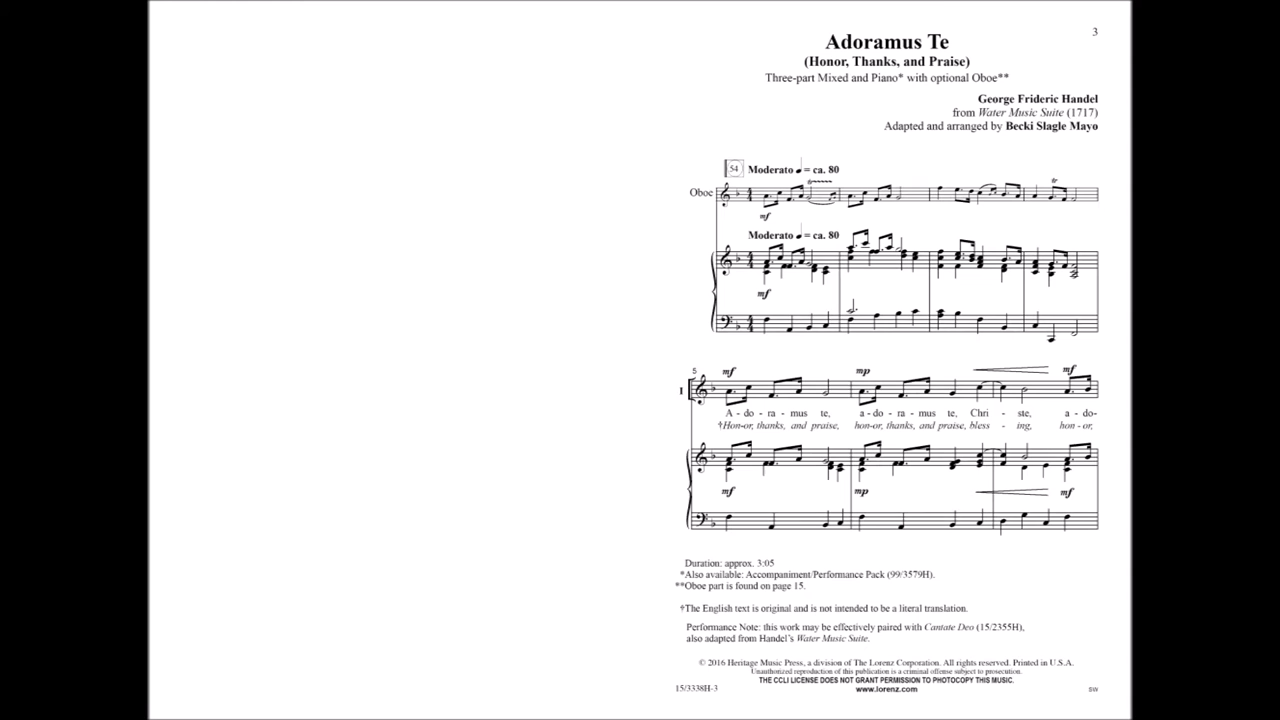 3
Adoramus Te
(Honor, Thanks, and Praise)
Three-part Mixed and Piano* with optional Oboe**
George Frideric Handel
from Water Music Suite (1717)
Adapted and arranged by Becki Slagle Mayo
54 Moderato ♩ = ca. 80
Oboe
mf
Moderato ♩ = ca. 80
mf
5 mf mp mf
I
A - do - ra - mus te, a - do - ra - mus te, Chri - ste, a - do-
†Hon-or, thanks, and praise, hon-or, thanks, and praise, bless - ing, hon - or,
mf mp mf
Duration: approx. 3:05
*Also available: Accompaniment/Performance Pack (99/3579H).
**Oboe part is found on page 15.
†The English text is original and is not intended to be a literal translation.
Performance Note: this work may be effectively paired with Cantate Deo (15/2355H),
also adapted from Handel's Water Music Suite.
© 2016 Heritage Music Press, a division of The Lorenz Corporation. All rights reserved. Printed in U.S.A.
Unauthorized reproduction of this publication is a criminal offense subject to prosecution.
THE CCLI LICENSE DOES NOT GRANT PERMISSION TO PHOTOCOPY THIS MUSIC.
15/3338H-3 www.lorenz.com SW